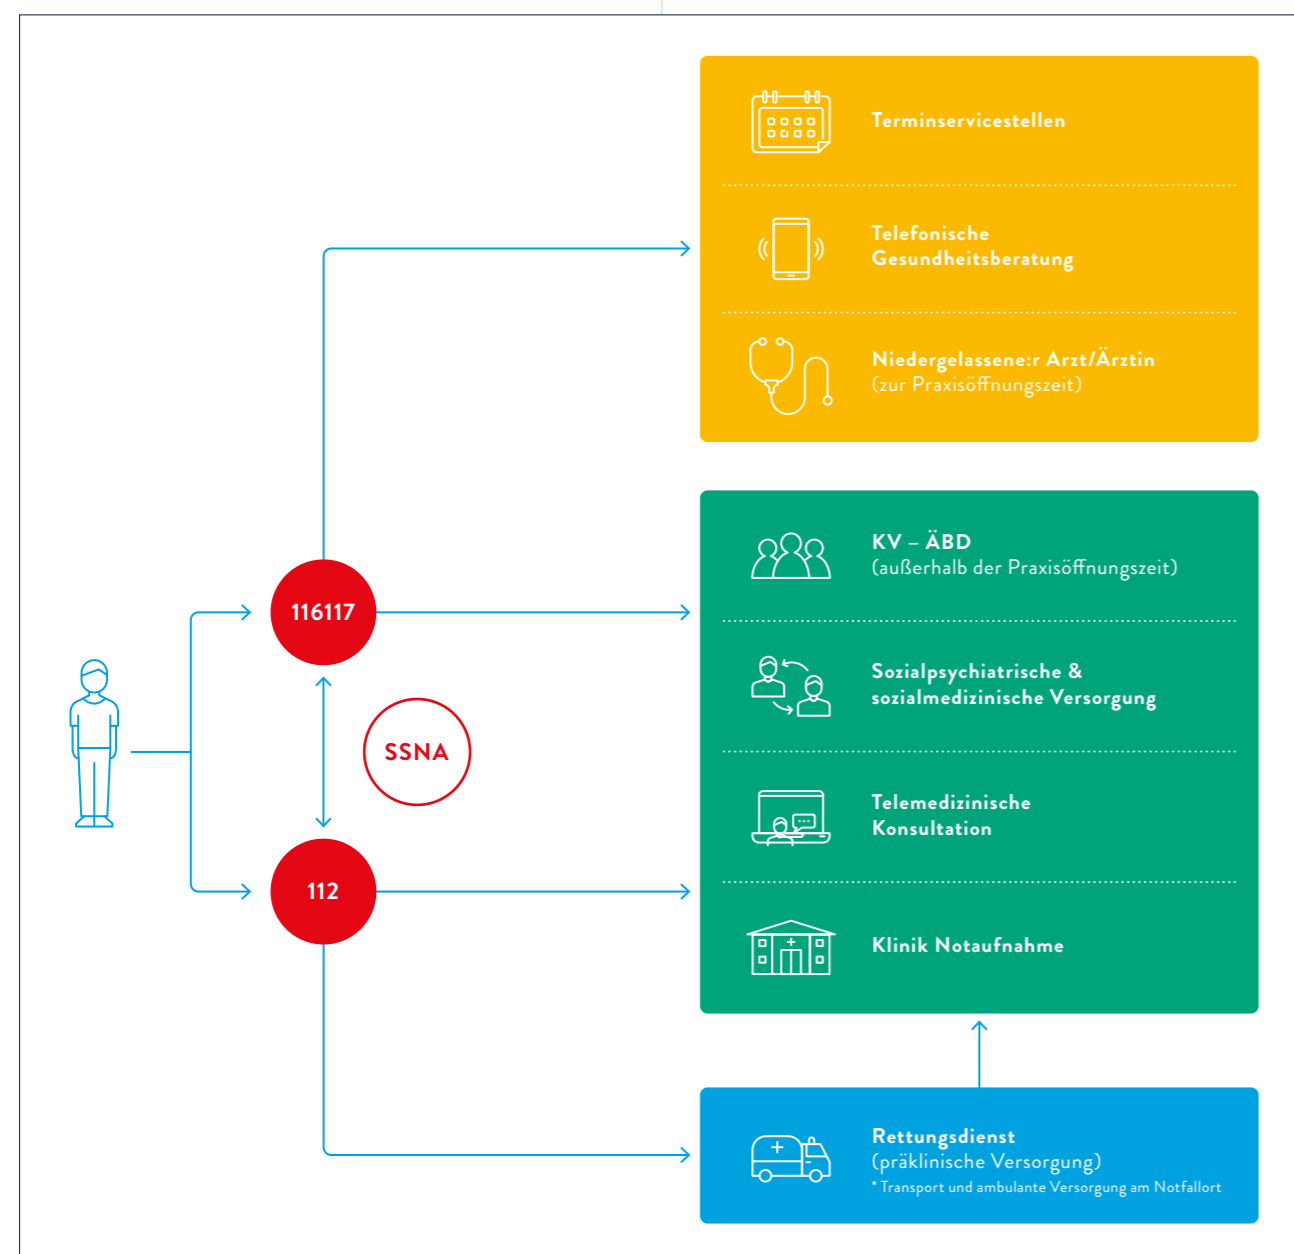 Terminservicestellen
Telefonische
Gesundheitsberatung
Niedergelassene:r Arzt/Ärztin
(zur Praxisöffnungszeit)
116117
SSNA
112
KV – ÄBD
(außerhalb der Praxisöffnungszeit)
Sozialpsychiatrische &
sozialmedizinische Versorgung
Telemedizinische
Konsultation
Klinik Notaufnahme
Rettungsdienst
(präklinische Versorgung)
* Transport und ambulante Versorgung am Notfallort